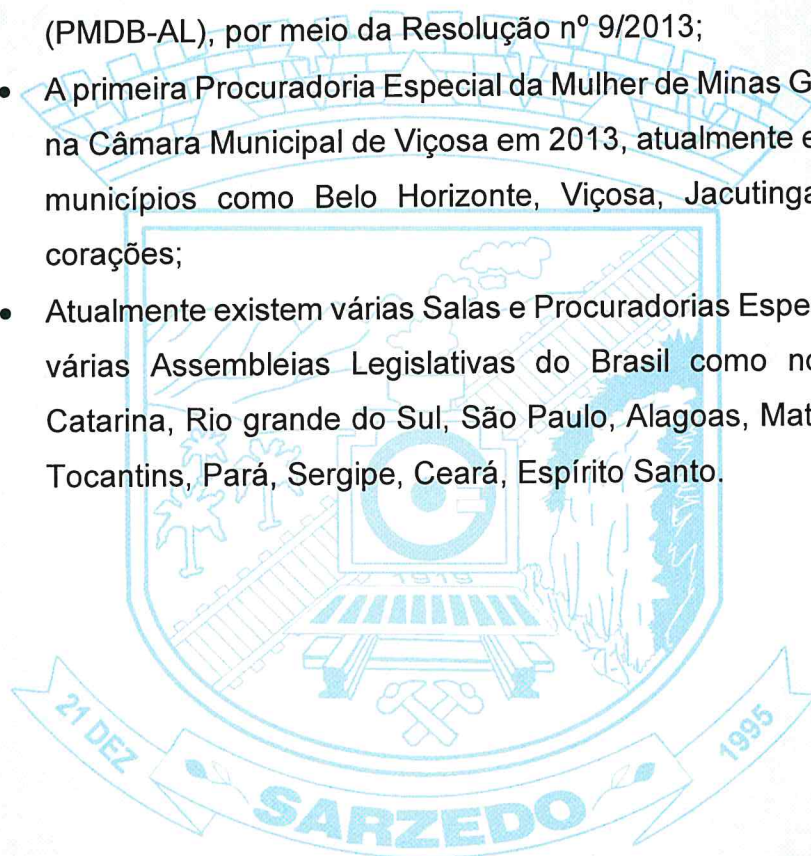 (PMDB-AL), por meio da Resolução nº 9/2013;
• A primeira Procuradoria Especial da Mulher de Minas G
na Câmara Municipal de Viçosa em 2013, atualmente e
municípios como Belo Horizonte, Viçosa, Jacutinga
corações;
• Atualmente existem várias Salas e Procuradorias Espe
várias Assembleias Legislativas do Brasil como no
Catarina, Rio grande do Sul, São Paulo, Alagoas, Mat
Tocantins, Pará, Sergipe, Ceará, Espírito Santo.
1919
21 DEZ
1995
SARZEDO